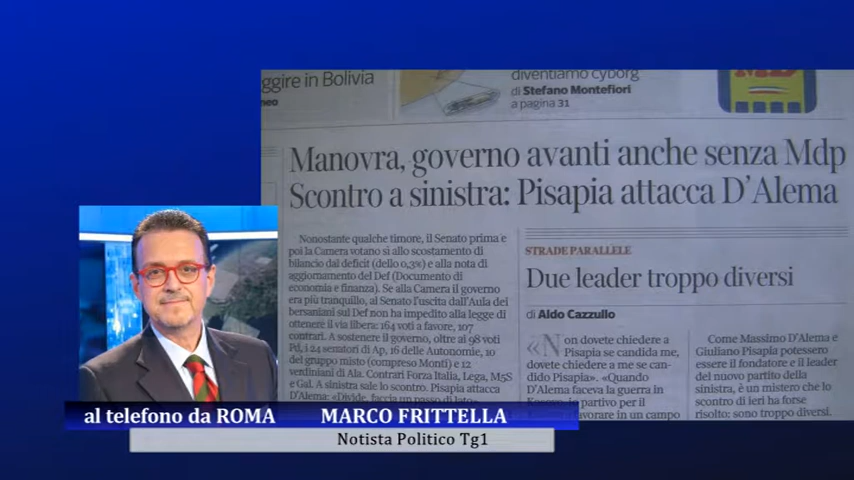 ggire in Bolivia
neo
diventiamo cyborg
di Stefano Montefiori
a pagina 31
Manovra, governo avanti anche senza Mdp
Scontro a sinistra: Pisapia attacca D'Alema
Nonostante qualche timore, il Senato prima e
poi la Camera votano sì allo scostamento di
bilancio dal deficit (dello 0,3%) e alla nota di
aggiornamento del Def (Documento di
economia e finanza). Se alla Camera il governo
era più tranquillo, al Senato l'uscita dall'Aula dei
bersaniani sul Def non ha impedito alla legge di
ottenere il via libera: 164 voti a favore, 107
contrari. A sostenere il governo, oltre ai 98 voti
Pd, i 24 senatori di Ap, 16 delle Autonomie, 10
del gruppo misto (compreso Monti) e 12
verdiniani di Ala. Contrari Forza Italia, Lega, M5S
e Gal. A sinistra sale lo scontro. Pisapia attacca
D'Alema: «Divide, faccia un passo di lato»
STRADE PARALLELE
Due leader troppo diversi
di Aldo Cazzullo
«Non dovete chiedere a
Pisapia se candida me,
dovete chiedere a me se can-
dido Pisapia». «Quando
D'Alema faceva la guerra in
partivo per il
lavorare in un campo
Come Massimo D'Alema e
Giuliano Pisapia potessero
essere il fondatore e il leader
del nuovo partito della
sinistra, è un mistero che lo
scontro di ieri ha forse
risolto: sono troppo diversi.
al telefono da ROMA MARCO FRITTELLA
Notista Politico Tg1